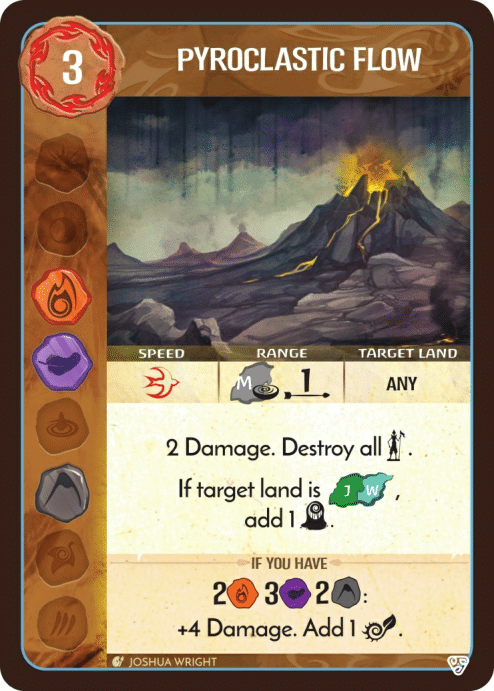 3
PYROCLASTIC FLOW
SPEED RANGE TARGET LAND
M 1 ANY
2 Damage. Destroy all .
If target land is J W ,
add 1 .
IF YOU HAVE
2 3 2 :
+4 Damage. Add 1 .
JOSHUA WRIGHT